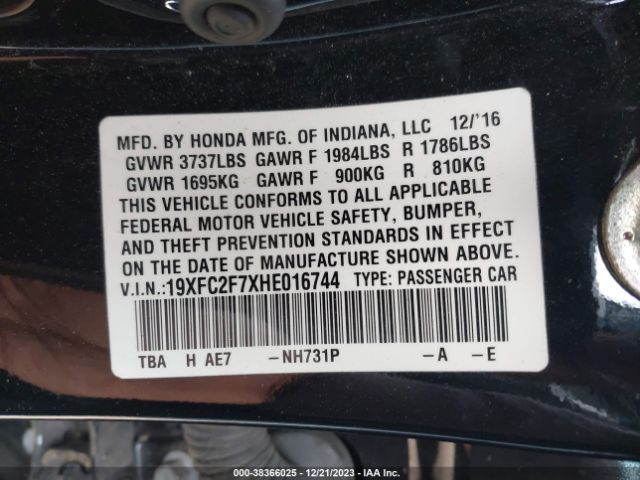 MFD. BY HONDA MFG. OF INDIANA, LLC 12/'16
GVWR 3737LBS GAWR F 1984LBS R 1786LBS
GVWR 1695KG GAWR F 900KG R 810KG
THIS VEHICLE CONFORMS TO ALL APPLICABLE
FEDERAL MOTOR VEHICLE SAFETY, BUMPER,
AND THEFT PREVENTION STANDARDS IN EFFECT
ON THE DATE OF MANUFACTURE SHOWN ABOVE.
V.I.N.:19XFC2F7XHE016744 TYPE: PASSENGER CAR
TBA H AE7 -NH731P -A -E
000-38366025 - 12/21/2023 - IAA Inc.